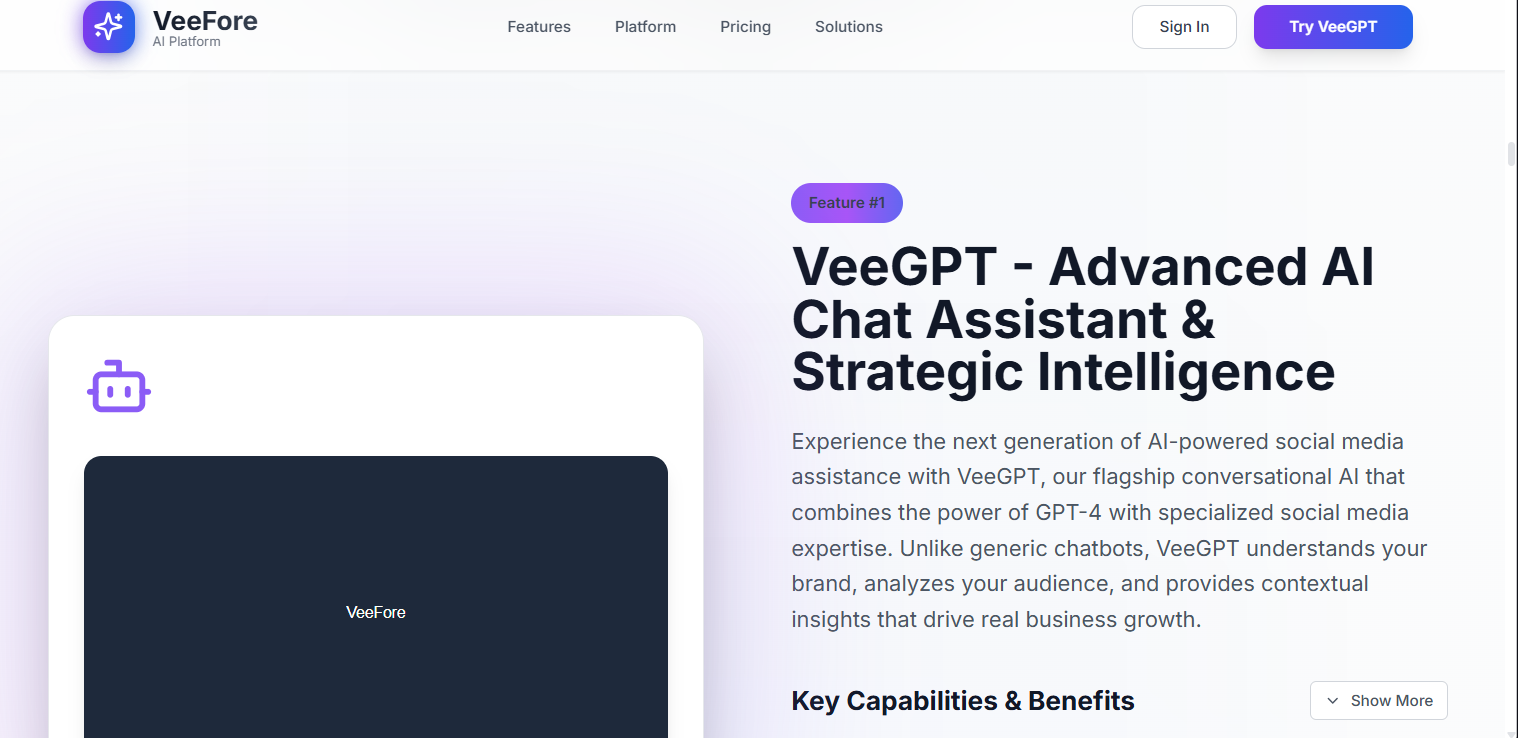 VeeFore
AI Platform
Features
Platform
Pricing
Solutions
Sign In
Try VeeGPT
Feature #1
VeeGPT - Advanced AI
Chat Assistant &
Strategic Intelligence
Experience the next generation of AI-powered social media
assistance with VeeGPT, our flagship conversational AI that
combines the power of GPT-4 with specialized social media
expertise. Unlike generic chatbots, VeeGPT understands your
brand, analyzes your audience, and provides contextual
insights that drive real business growth.
Key Capabilities & Benefits
Show More
VeeFore